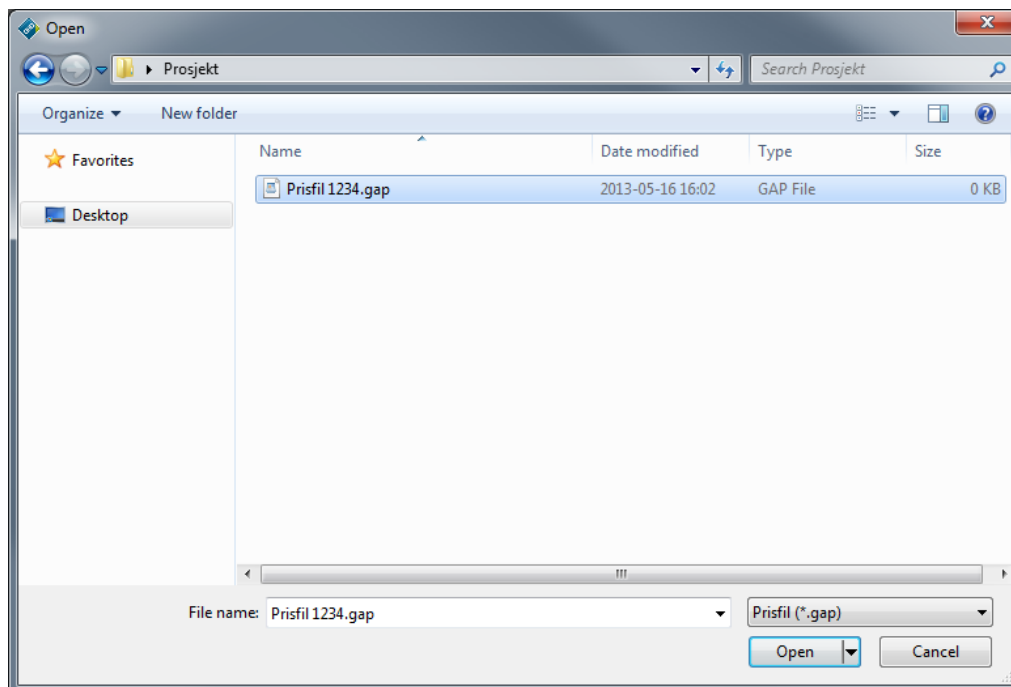 Open
Prosjekt
Search Prosjekt
Organize
New folder
Favorites
Desktop
Name
Date modified
Type
Size
Prisfil 1234.gap
2013-05-16 16:02
GAP File
0 KB
File name:
Prisfil 1234.gap
Prisfil (*.gap)
Open
Cancel